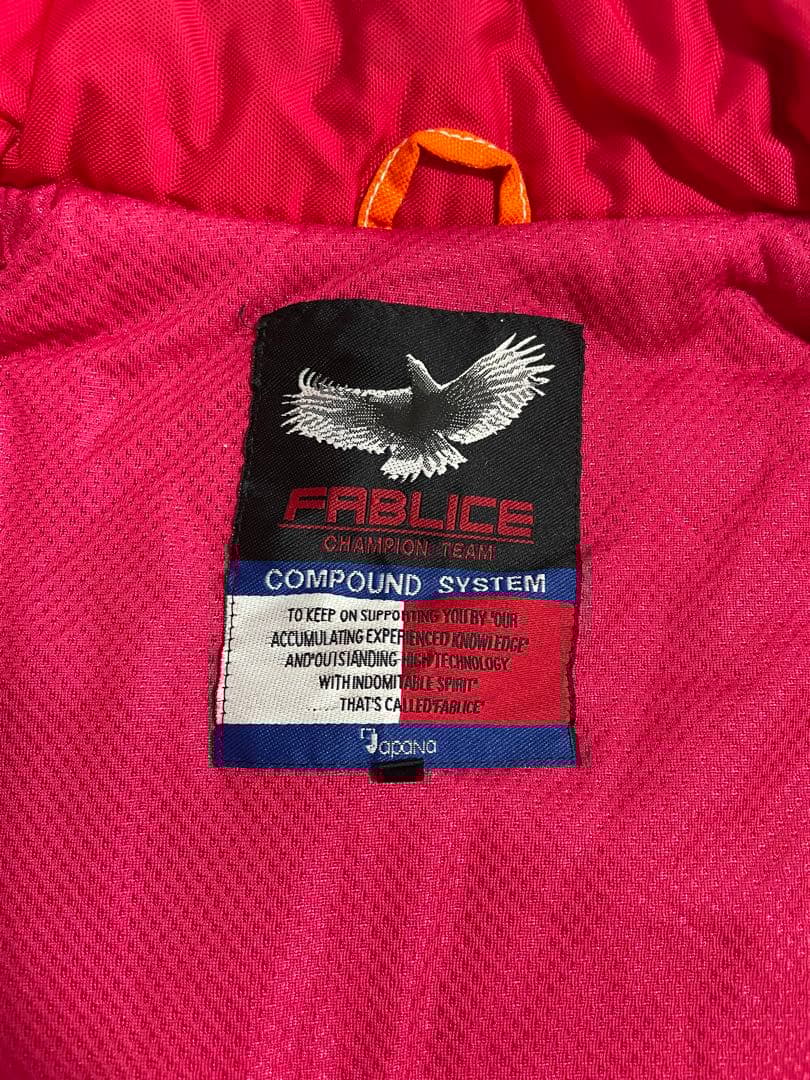 FABLICE
CHAMPION TEAM
COMPOUND SYSTEM
TO KEEP ON SUPPORTING YOU BY "OUR
ACCUMULATING EXPERIENCED KNOWLEDGE"
AND"OUTSTANDING HIGH TECHNOLOGY
WITH INDOMITABLE SPIRIT"
....THAT'S CALLED"FABLICE"
Japana